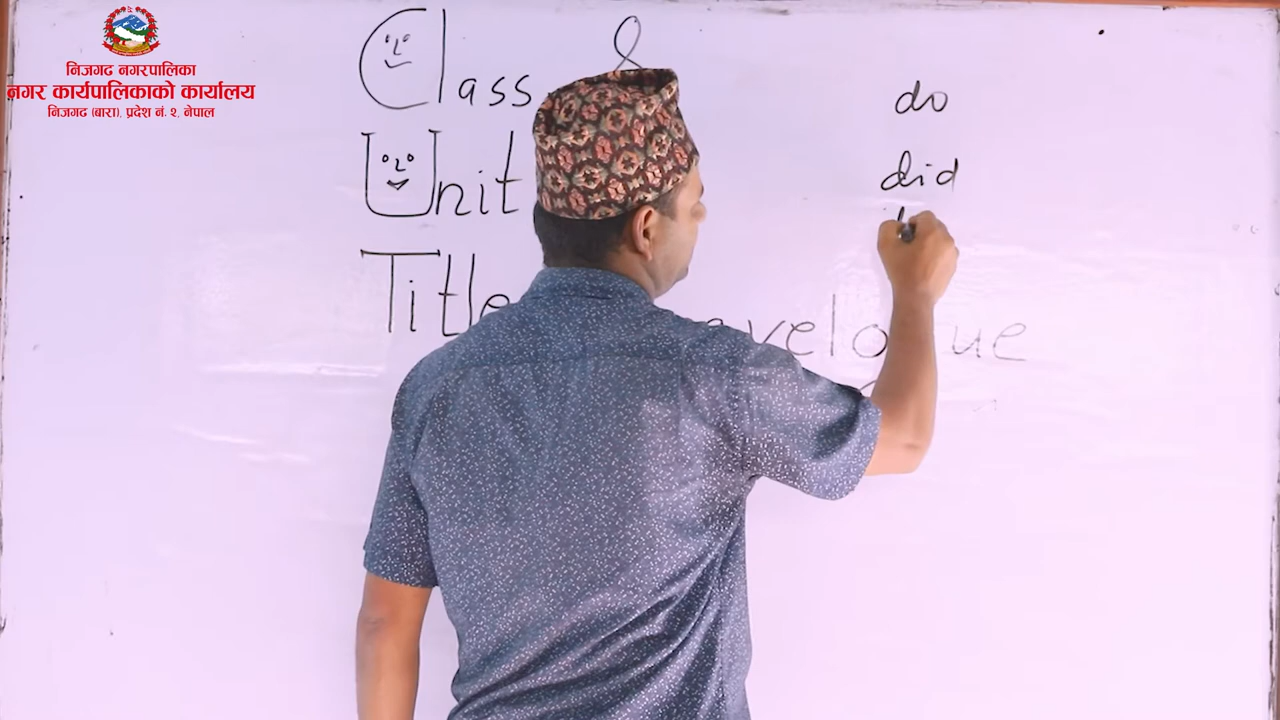 निजगढ नगरपालिका
नगर कार्यपालिकाको कार्यालय
निजगढ (बारा), प्रदेश नं. २, नेपाल
Class 8
Unit
Title
do
did